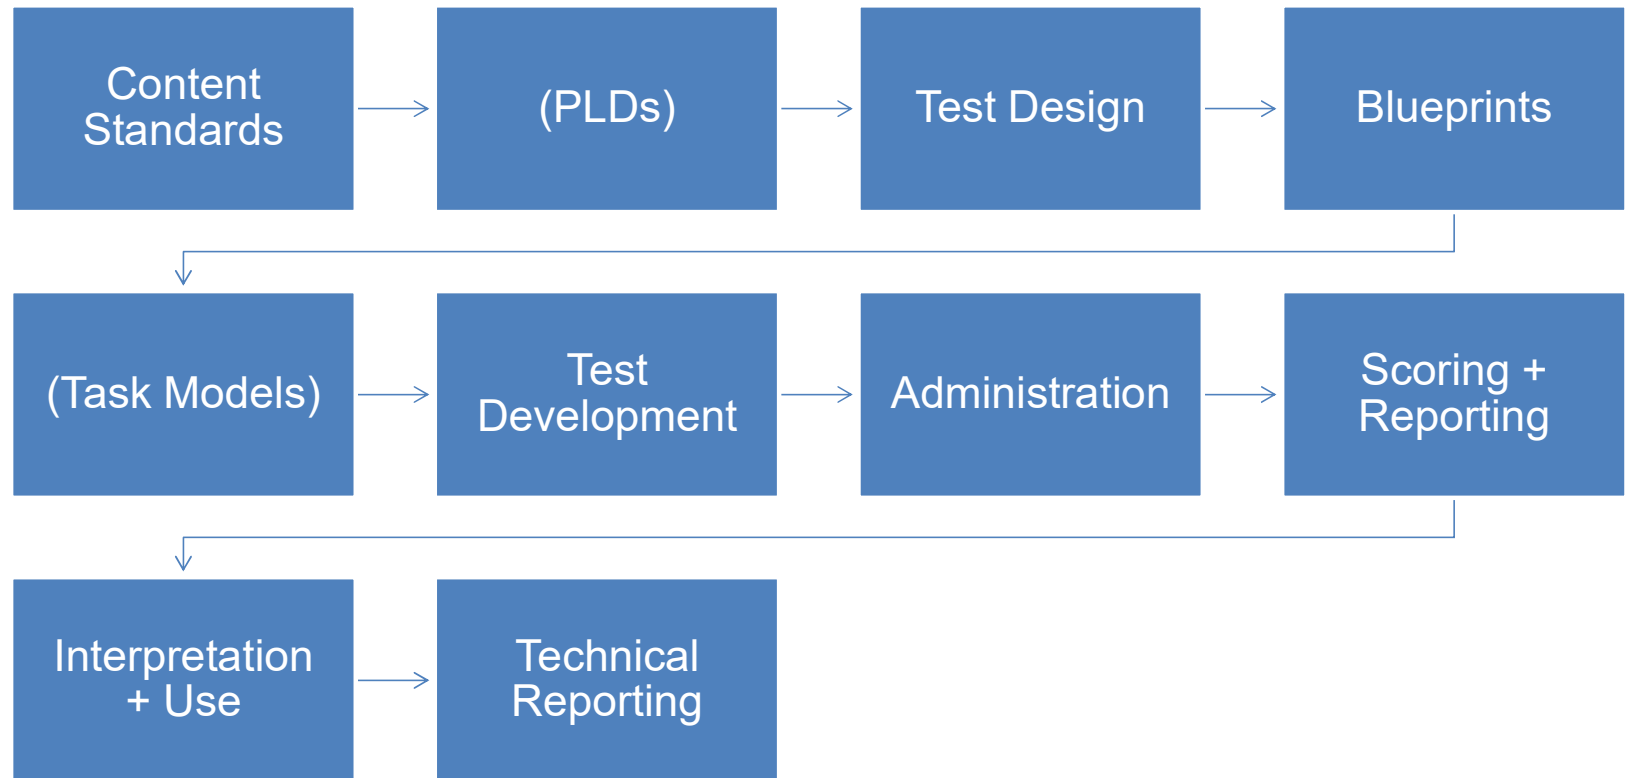 Content
Standards
(PLDs)
Test Design
Blueprints
(Task Models)
Test
Development
Administration
Scoring +
Reporting
Interpretation
+ Use
Technical
Reporting